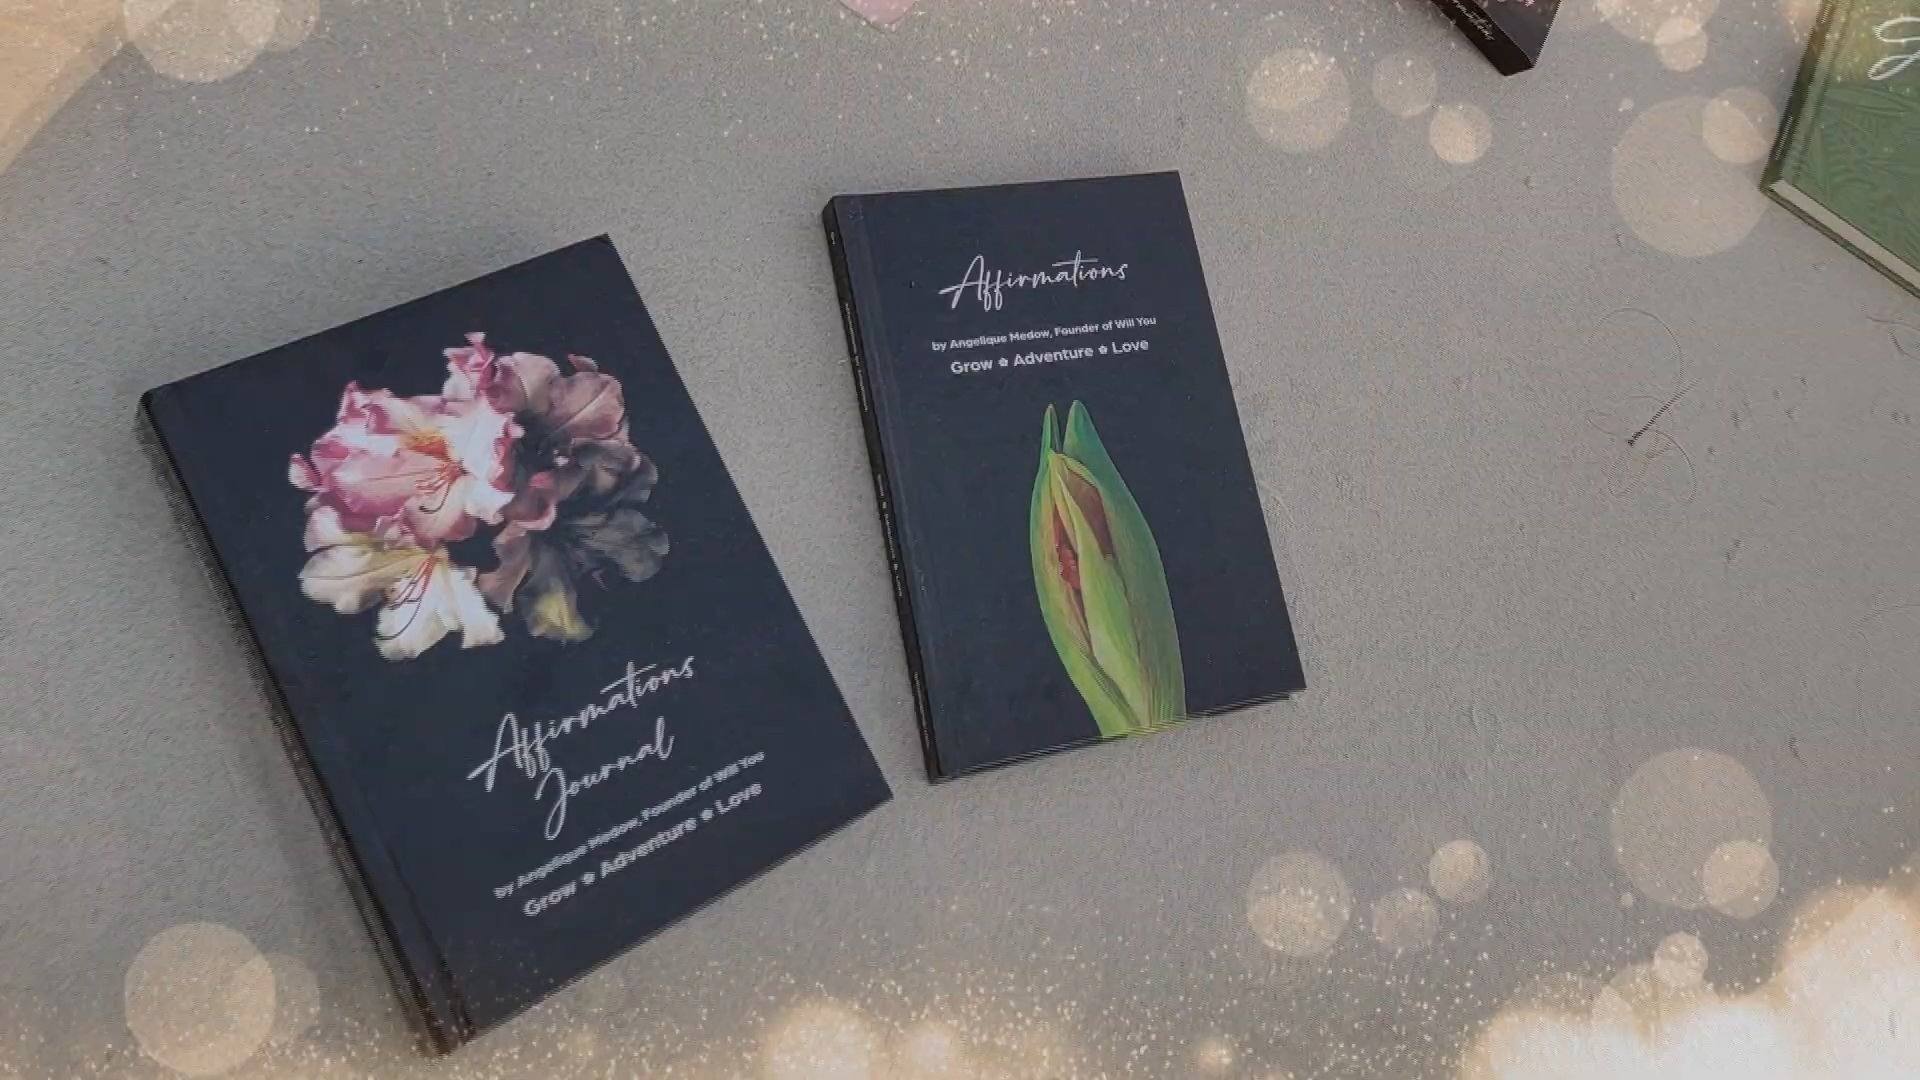 Affirmations
Journal
by Angelique Medow, Founder of Will You
Grow ✿ Adventure ✿ Love
Affirmations
by Angelique Medow, Founder of Will You
Grow ✿ Adventure ✿ Love